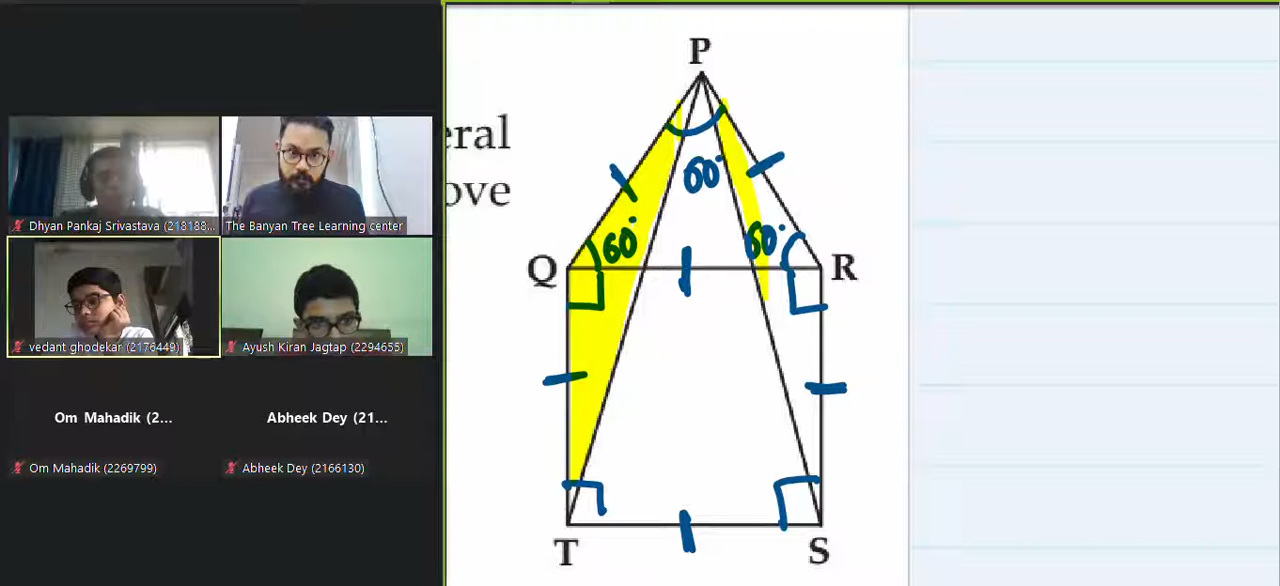 Dhyan Pankaj Srivastava (218188...
The Banyan Tree Learning center
vedant ghodekar (2176449)
Ayush Kiran Jagtap (2294655)
Om Mahadik (2...
Abheek Dey (21...
Om Mahadik (2269799)
Abheek Dey (2166130)
eral
ove
P
60°
60°
60°
Q
R
T
S